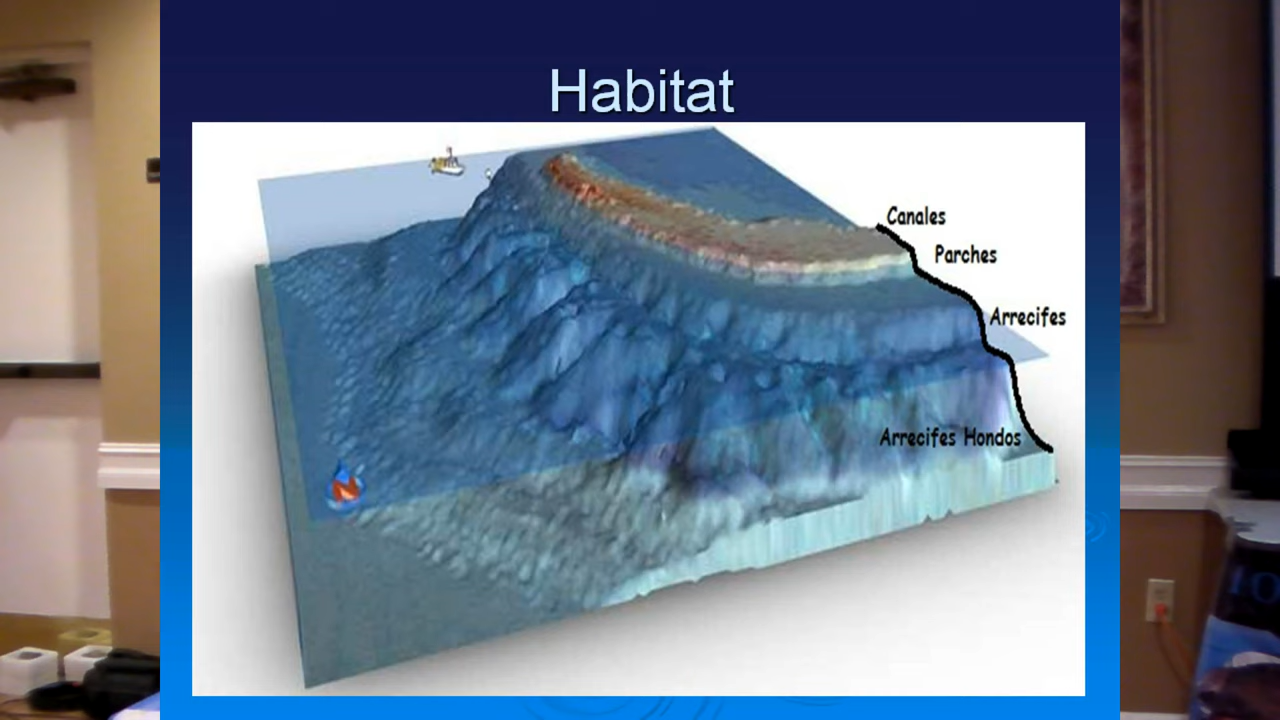 Habitat
Canales
Parches
Arrecifes
Arrecifes Hondos
N